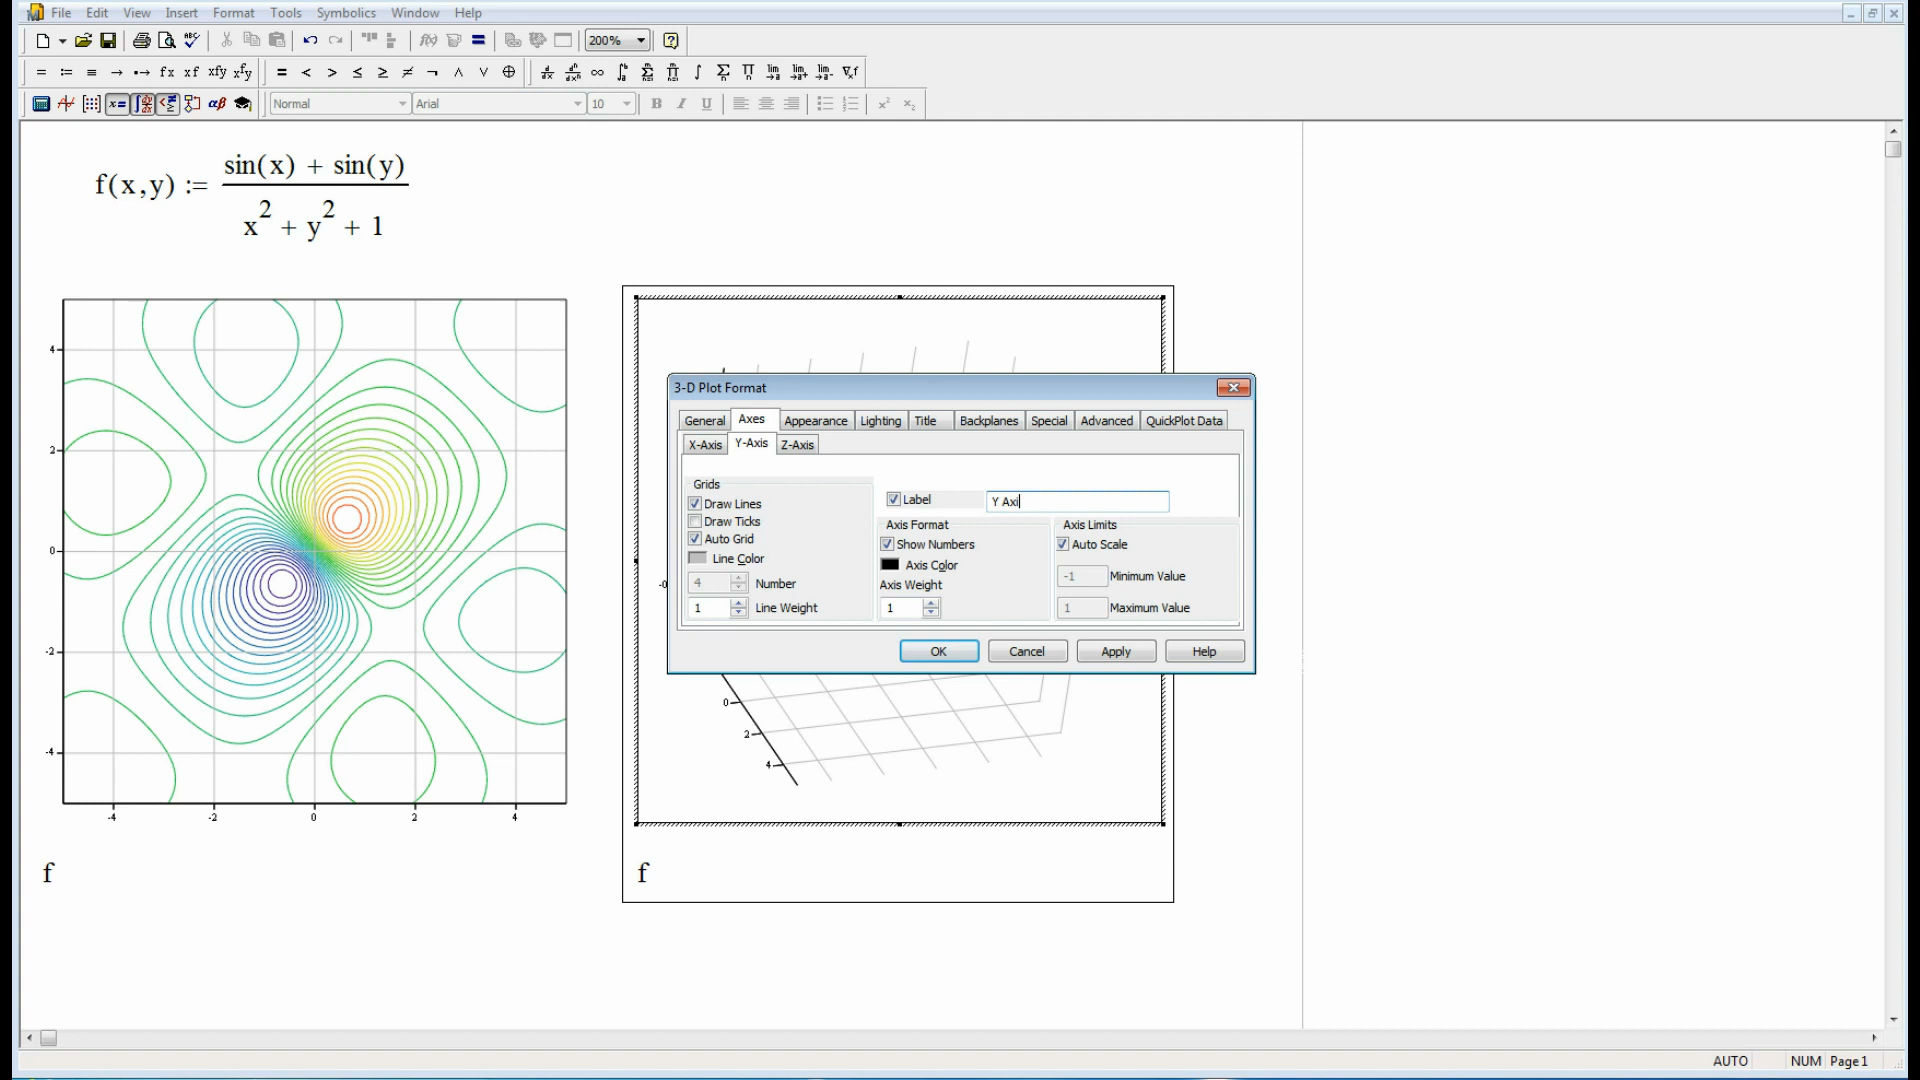 File Edit View Insert Format Tools Symbolics Window Help
200%
Normal Arial 10 B I U
f(x,y) := sin(x) + sin(y)
x^2 + y^2 + 1
4
2
0
-2
-4
-4 -2 0 2 4
f
3-D Plot Format
General Axes Appearance Lighting Title Backplanes Special Advanced QuickPlot Data
X-Axis Y-Axis Z-Axis
Grids
Label Y Axi
Draw Lines
Draw Ticks
Auto Grid
Line Color
4 Number
1 Line Weight
Axis Format
Show Numbers
Axis Color
Axis Weight
1
Axis Limits
Auto Scale
-1 Minimum Value
1 Maximum Value
OK Cancel Apply Help
0
2
4
f
AUTO NUM Page 1